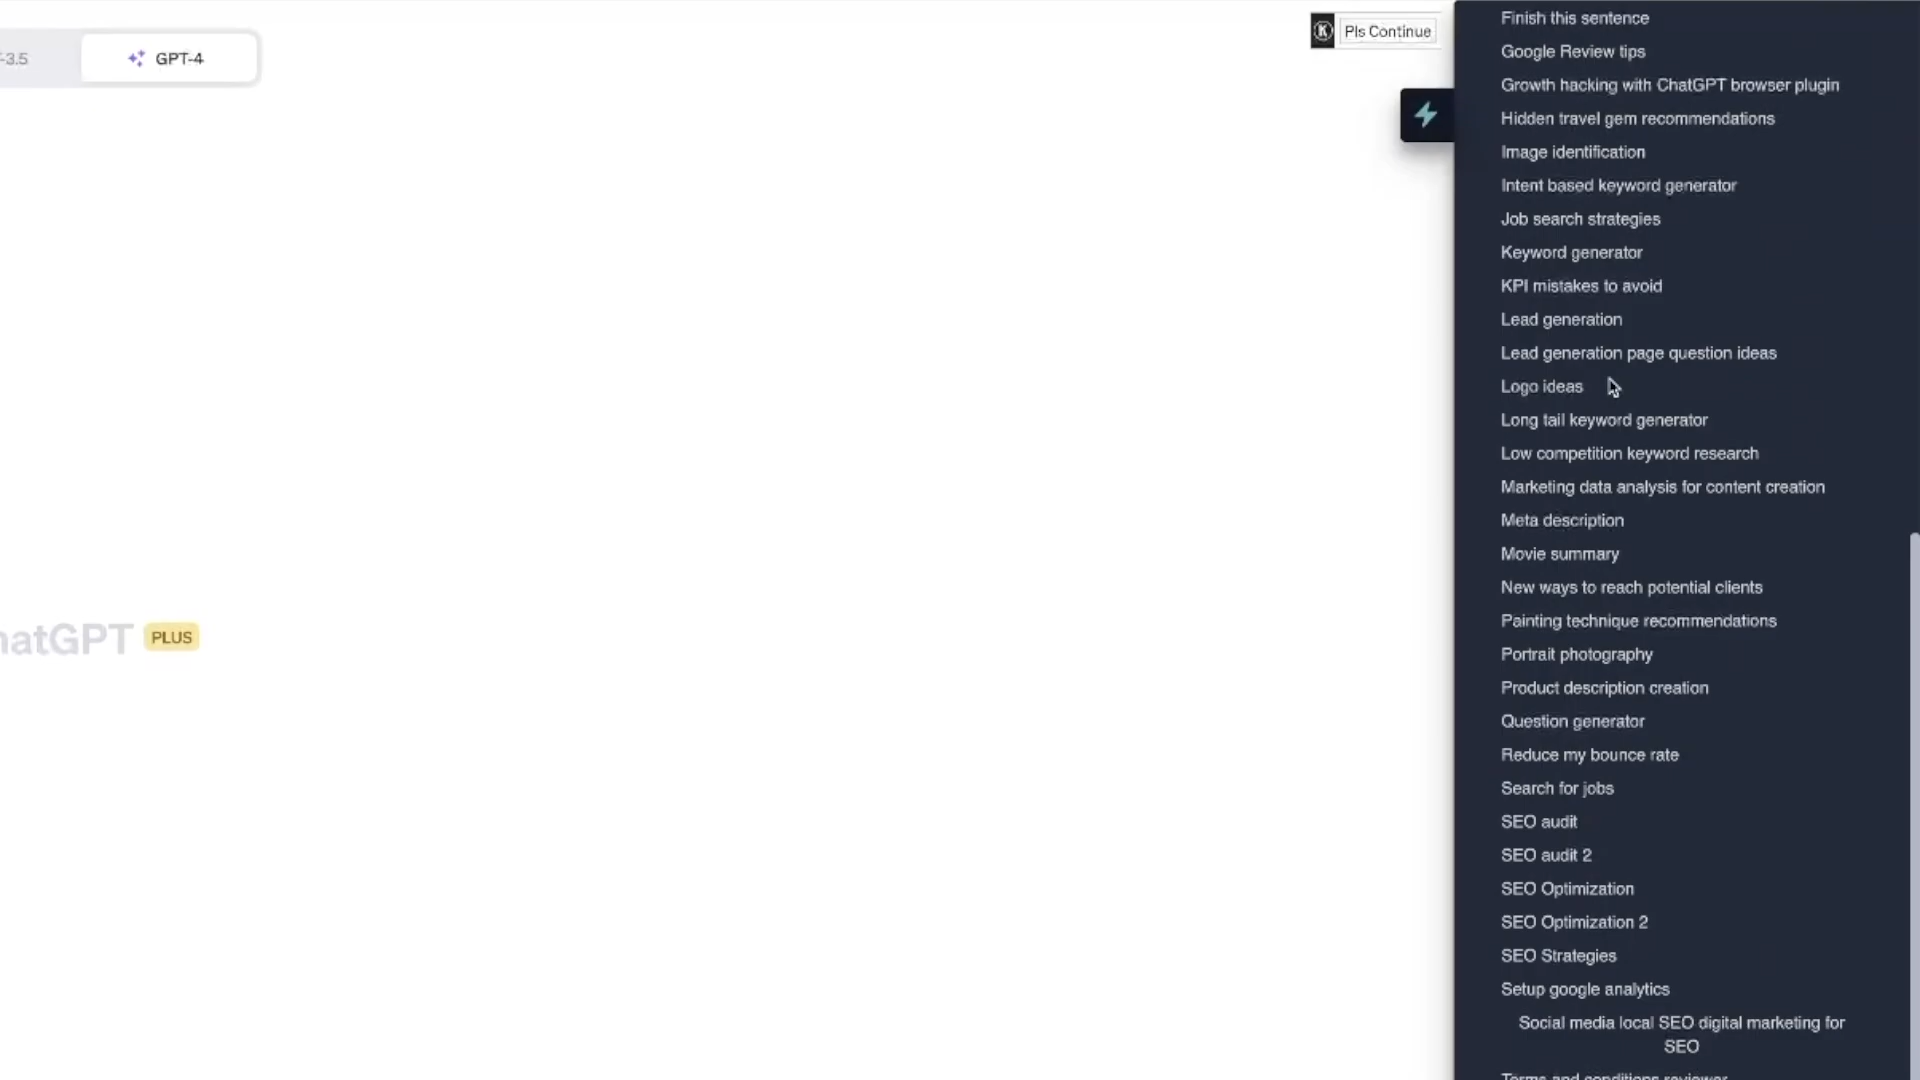 -3.5
GPT-4
Pls Continue
hatGPT PLUS
Finish this sentence
Google Review tips
Growth hacking with ChatGPT browser plugin
Hidden travel gem recommendations
Image identification
Intent based keyword generator
Job search strategies
Keyword generator
KPI mistakes to avoid
Lead generation
Lead generation page question ideas
Logo ideas
Long tail keyword generator
Low competition keyword research
Marketing data analysis for content creation
Meta description
Movie summary
New ways to reach potential clients
Painting technique recommendations
Portrait photography
Product description creation
Question generator
Reduce my bounce rate
Search for jobs
SEO audit
SEO audit 2
SEO Optimization
SEO Optimization 2
SEO Strategies
Setup google analytics
Social media local SEO digital marketing for
SEO
Terms and conditions reviewer